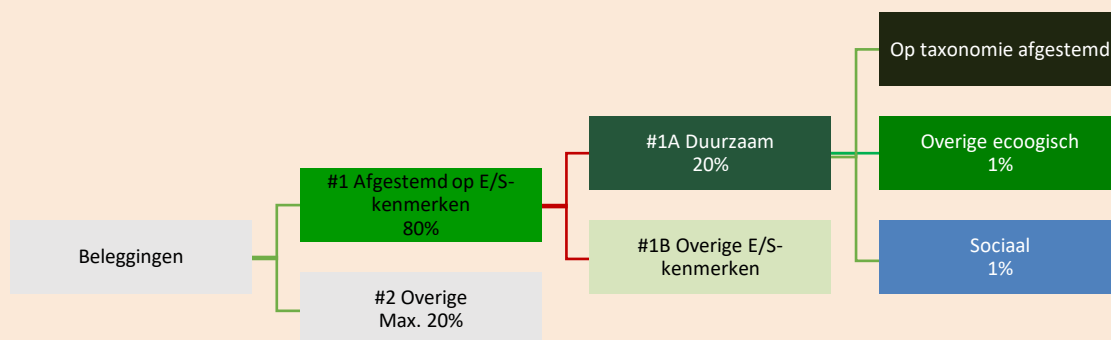 Beleggingen
#1 Afgestemd op E/S-
kenmerken
80%
#2 Overige
Max. 20%
#1A Duurzaam
20%
#1B Overige E/S-
kenmerken
Op taxonomie afgestemd
Overige ecoogisch
1%
Sociaal
1%